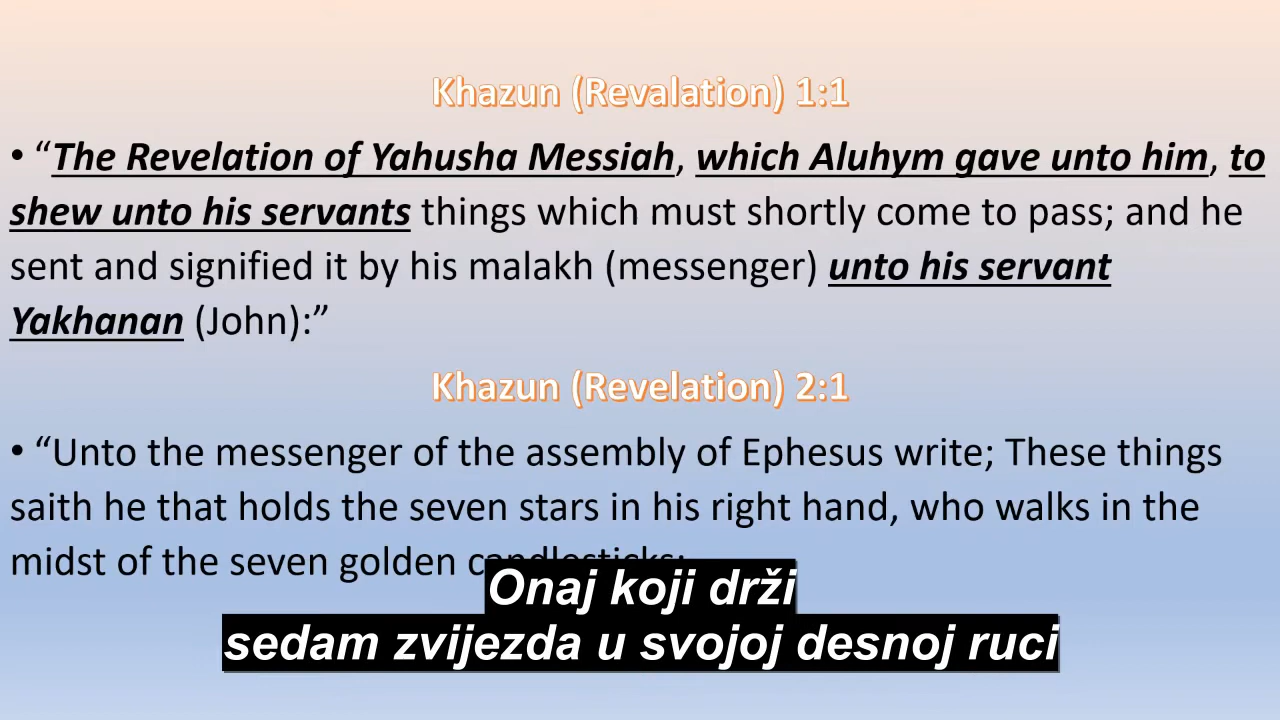 Khazun (Revalation) 1:1
• “The Revelation of Yahusha Messiah, which Aluhym gave unto him, to
shew unto his servants things which must shortly come to pass; and he
sent and signified it by his malakh (messenger) unto his servant
Yakhanan (John):”
Khazun (Revelation) 2:1
• “Unto the messenger of the assembly of Ephesus write; These things
saith he that holds the seven stars in his right hand, who walks in the
midst of the seven golden candlesticks;
Onaj koji drži
sedam zvijezda u svojoj desnoj ruci